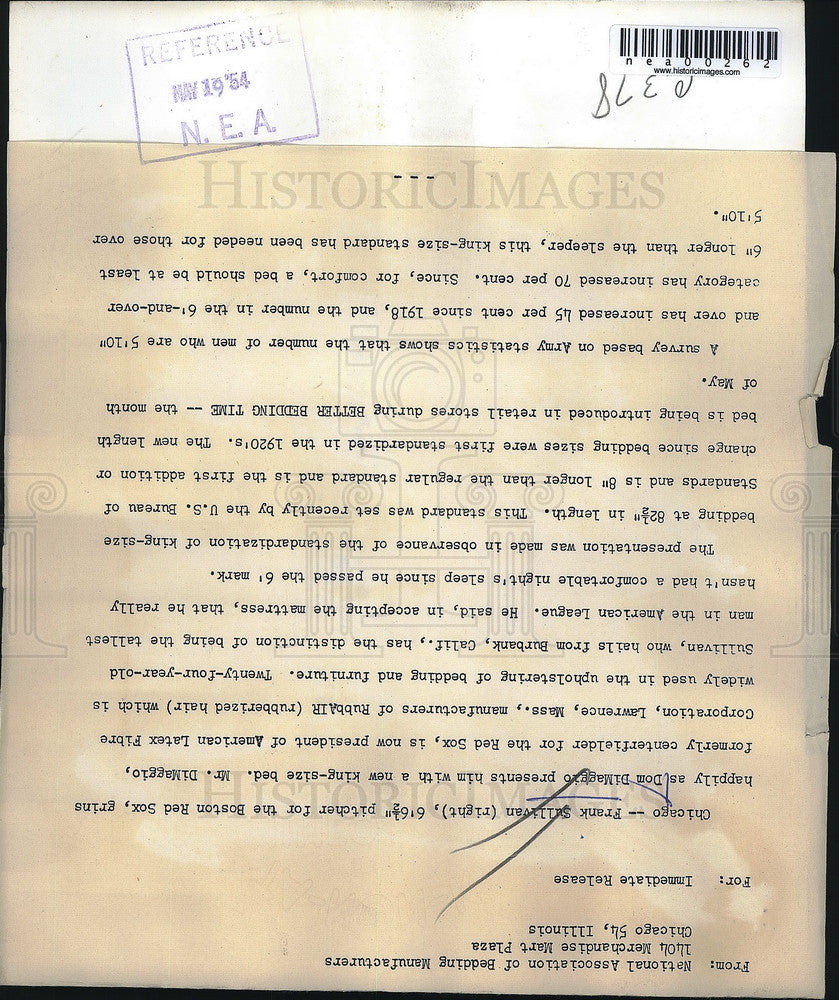 REFERENCE
MAY 19 '54
N. E. A.
nea00262
www.historicimages.com
R 378
HISTORICIMAGES
HISTORICIMAGES
From: National Association of Bedding Manufacturers
1404 Merchandise Mart Plaza
Chicago 54, Illinois
For: Immediate Release
Chicago -- Frank Sullivan (right), 6'6½" pitcher for the Boston Red Sox, grins
happily as Dom DiMaggio presents him with a new king-size bed. Mr. DiMaggio,
formerly centerfielder for the Red Sox, is now president of American Latex Fibre
Corporation, Lawrence, Mass., manufacturers of RubbAIR (rubberized hair) which is
widely used in the upholstering of bedding and furniture. Twenty-four-year-old
Sullivan, who hails from Burbank, Calif., has the distinction of being the tallest
man in the American League. He said, in accepting the mattress, that he really
hasn't had a comfortable night's sleep since he passed the 6' mark.
The presentation was made in observance of the standardization of king-size
bedding at 82½" in length. This standard was set recently by the U.S. Bureau of
Standards and is 8" longer than the regular standard and is the first addition or
change since bedding sizes were first standardized in the 1920's. The new length
bed is being introduced in retail stores during BETTER BEDDING TIME -- the month
of May.
A survey based on Army statistics shows that the number of men who are 5'10"
and over has increased 45 per cent since 1918, and the number in the 6'-and-over
category has increased 70 per cent. Since, for comfort, a bed should be at least
6" longer than the sleeper, this king-size standard has been needed for those over
5'10".
- - -